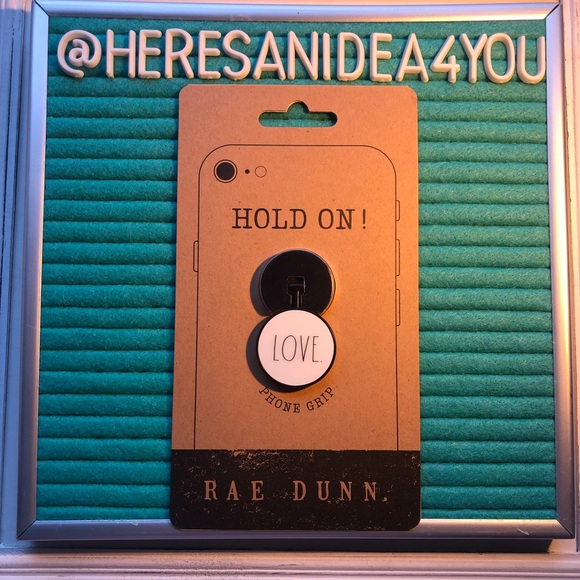 @HERESANIDEA4YOU
HOLD ON!
LOVE.
PHONE GRIP
RAE DUNN.